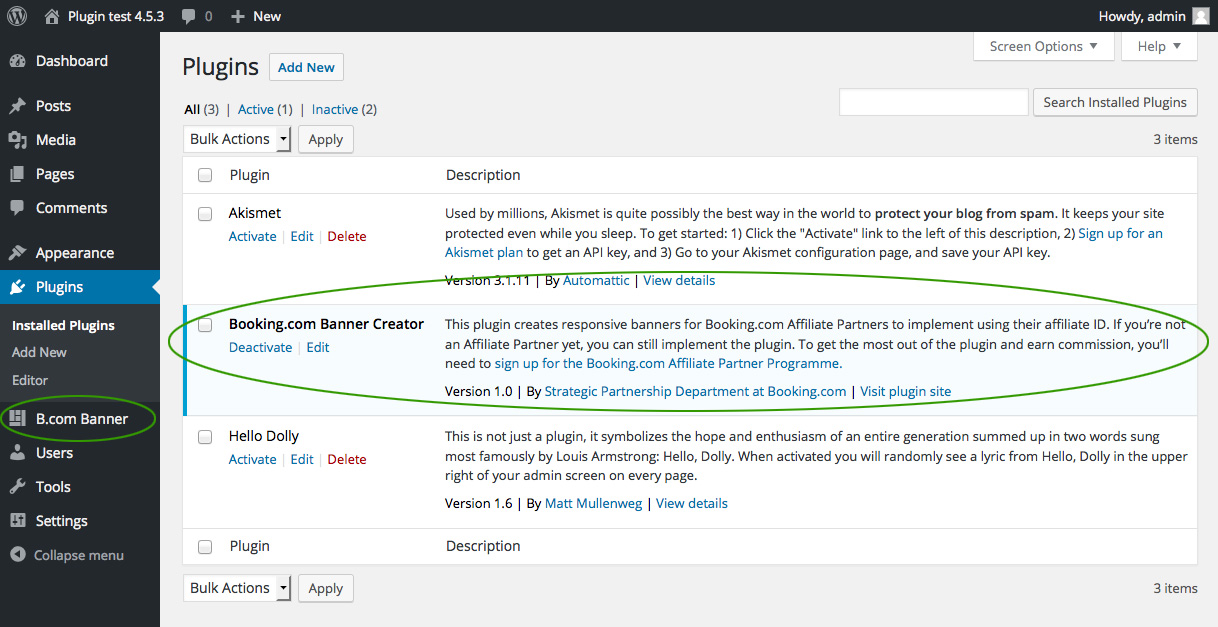 Plugin test 4.5.3 0 New Howdy, admin
Dashboard
Posts
Media
Pages
Comments
Appearance
Plugins
Installed Plugins
Add New
Editor
B.com Banner
Users
Tools
Settings
Collapse menu
Screen Options Help
Plugins Add New
All (3) | Active (1) | Inactive (2)
Search Installed Plugins
Bulk Actions Apply 3 items
Plugin Description
Akismet
Activate | Edit | Delete
Used by millions, Akismet is quite possibly the best way in the world to protect your blog from spam. It keeps your site
protected even while you sleep. To get started: 1) Click the "Activate" link to the left of this description, 2) Sign up for an
Akismet plan to get an API key, and 3) Go to your Akismet configuration page, and save your API key.
Version 3.1.11 | By Automattic | View details
Booking.com Banner Creator
Deactivate | Edit
This plugin creates responsive banners for Booking.com Affiliate Partners to implement using their affiliate ID. If you’re not
an Affiliate Partner yet, you can still implement the plugin. To get the most out of the plugin and earn commission, you’ll
need to sign up for the Booking.com Affiliate Partner Programme.
Version 1.0 | By Strategic Partnership Department at Booking.com | Visit plugin site
Hello Dolly
Activate | Edit | Delete
This is not just a plugin, it symbolizes the hope and enthusiasm of an entire generation summed up in two words sung
most famously by Louis Armstrong: Hello, Dolly. When activated you will randomly see a lyric from Hello, Dolly in the upper
right of your admin screen on every page.
Version 1.6 | By Matt Mullenweg | View details
Plugin Description
Bulk Actions Apply 3 items